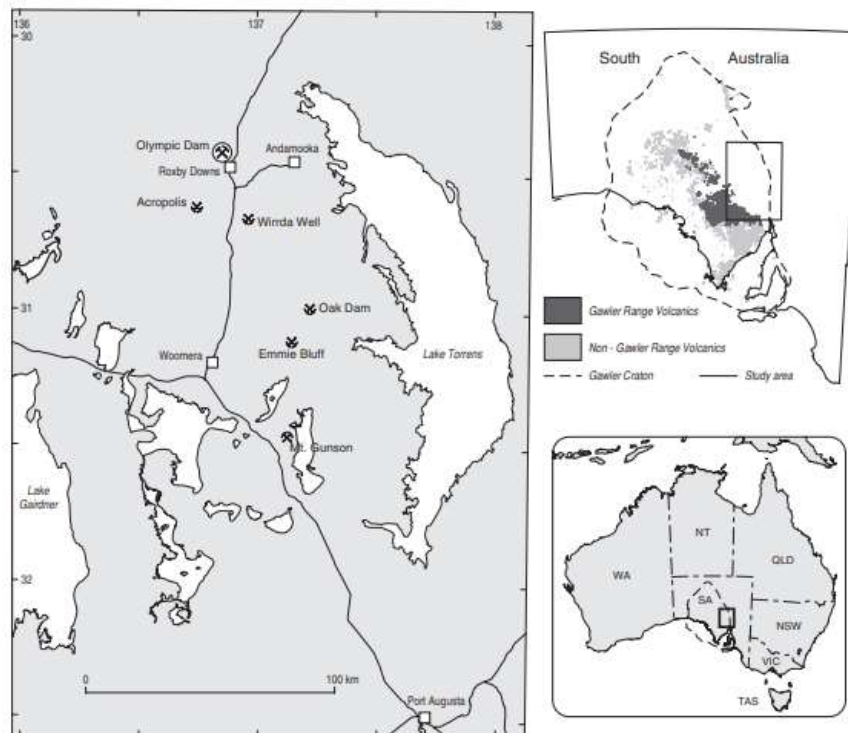 136
137
138
30
Olympic Dam
Roxby Downs
Andamooka
Acropolis
Wirrda Well
31
Oak Dam
Emmie Bluff
Woomera
Lake Torrens
Mt. Gunson
Lake
Gairdner
32
0
100 km
Port Augusta
South Australia
Gawler Range Volcanics
Non - Gawler Range Volcanics
Gawler Craton
Study area
NT
WA
QLD
SA
NSW
VIC
TAS